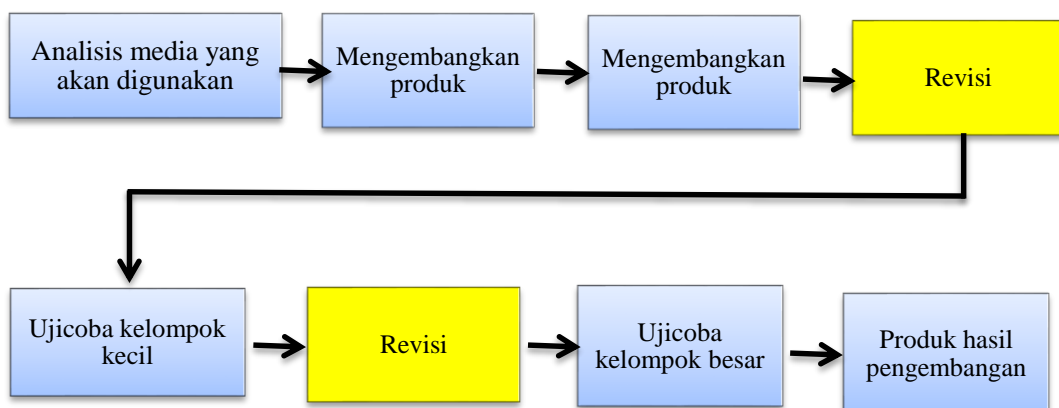 Analisis media yang
akan digunakan
Mengembangkan
produk
Mengembangkan
produk
Revisi
Ujicoba kelompok
kecil
Revisi
Ujicoba
kelompok besar
Produk hasil
pengembangan